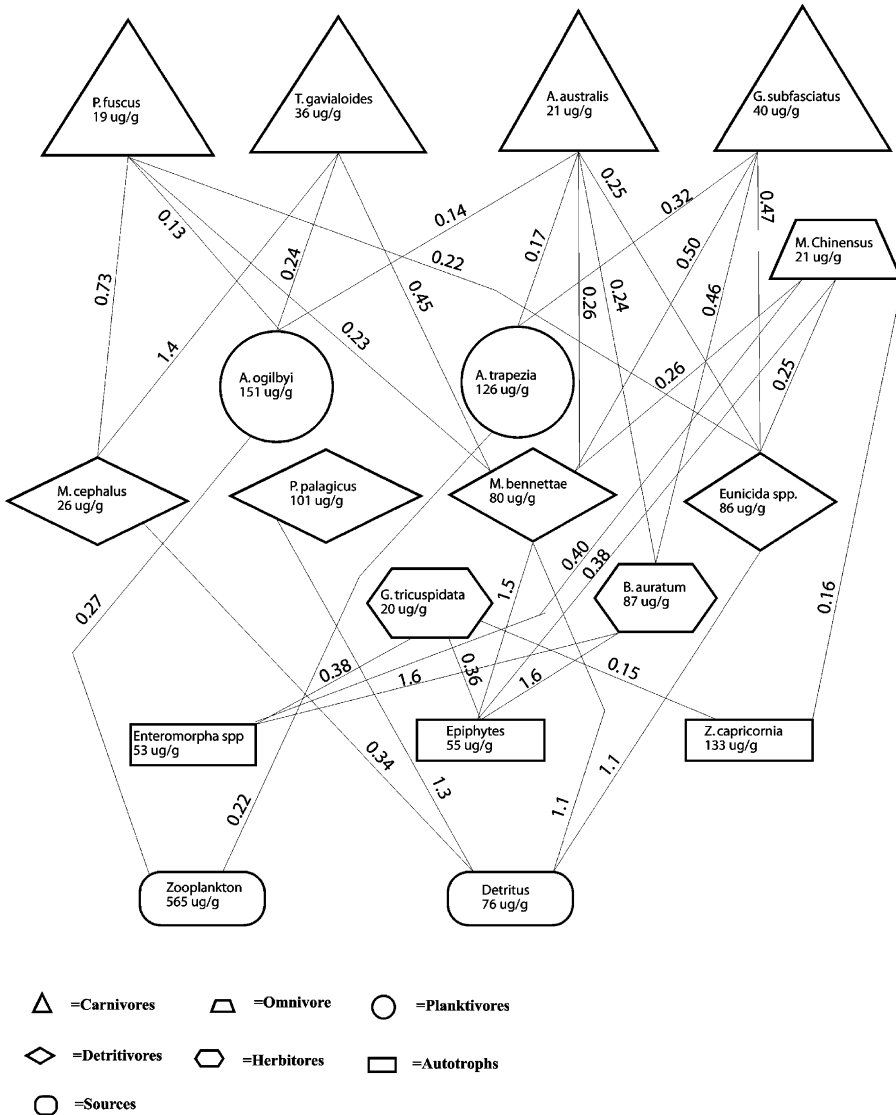 P. fuscus
19 ug/g
T. gavialoides
36 ug/g
A. australis
21 ug/g
G. subfasciatus
40 ug/g
M. Chinensus
21 ug/g
0.13
0.14
0.25
0.32
0.47
0.73
0.24
0.22
0.17
0.50
1.4
0.45
0.23
0.26
0.24
0.46
0.26
0.25
A. ogilbyi
151 ug/g
A. trapezia
126 ug/g
M. cephalus
26 ug/g
P. palagicus
101 ug/g
M. bennettae
80 ug/g
Eunicida spp.
86 ug/g
0.27
1.5
0.40
0.38
0.16
G. tricuspidata
20 ug/g
B. auratum
87 ug/g
0.38
1.6
0.36
1.6
0.15
Enteromorpha spp
53 ug/g
Epiphytes
55 ug/g
Z. capricornia
133 ug/g
0.22
0.34
1.3
1.1
1.1
Zooplankton
565 ug/g
Detritus
76 ug/g
=Carnivores
=Omnivore
=Planktivores
=Detritivores
=Herbitores
=Autotrophs
=Sources